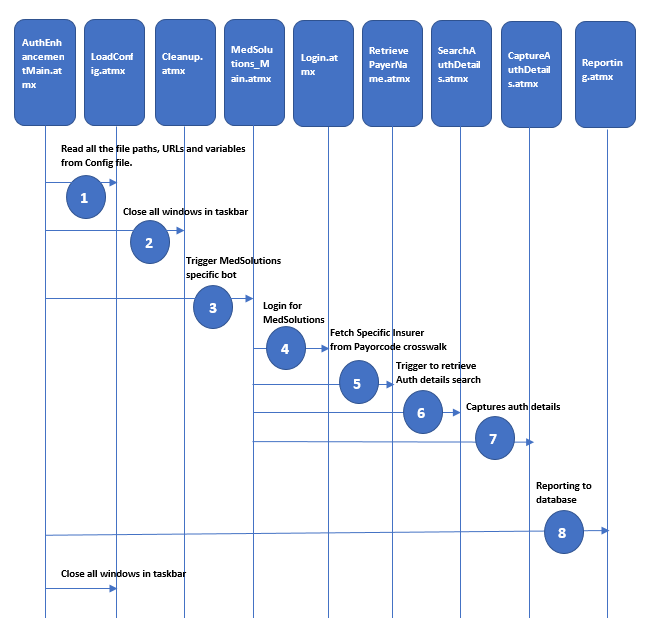 AuthEnh
ancemen
tMain.at
mx
LoadConf
ig.atmx
Cleanup.
atmx
MedSolu
tions_M
ain.atmx
Login.at
mx
Retrieve
PayerNa
me.atmx
SearchA
uthDetail
s.atmx
CaptureA
uthDetai
ls.atmx
Reportin
g.atmx
Read all the file paths, URLs and variables
from Config file.
1
Close all windows in taskbar
2
Trigger MedSolutions
specific bot
3
Login for
MedSolutions
4
Fetch Specific Insurer
from Payorcode crosswalk
5
Trigger to retrieve
Auth details search
6
Captures auth details
7
Reporting to
database
8
Close all windows in taskbar